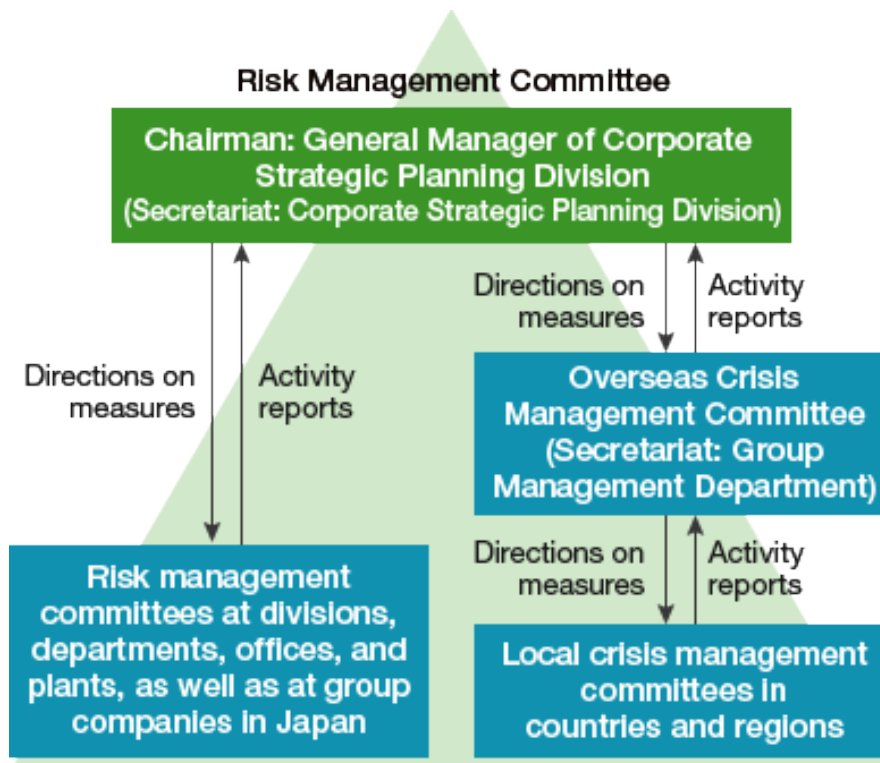 Risk Management Committee
Chairman: General Manager of Corporate
Strategic Planning Division
(Secretariat: Corporate Strategic Planning Division)
Directions on
measures
Activity
reports
Directions on
measures
Activity
reports
Overseas Crisis
Management Committee
(Secretariat: Group
Management Department)
Directions on
measures
Activity
reports
Risk management
committees at divisions,
departments, offices, and
plants, as well as at group
companies in Japan
Local crisis management
committees in
countries and regions